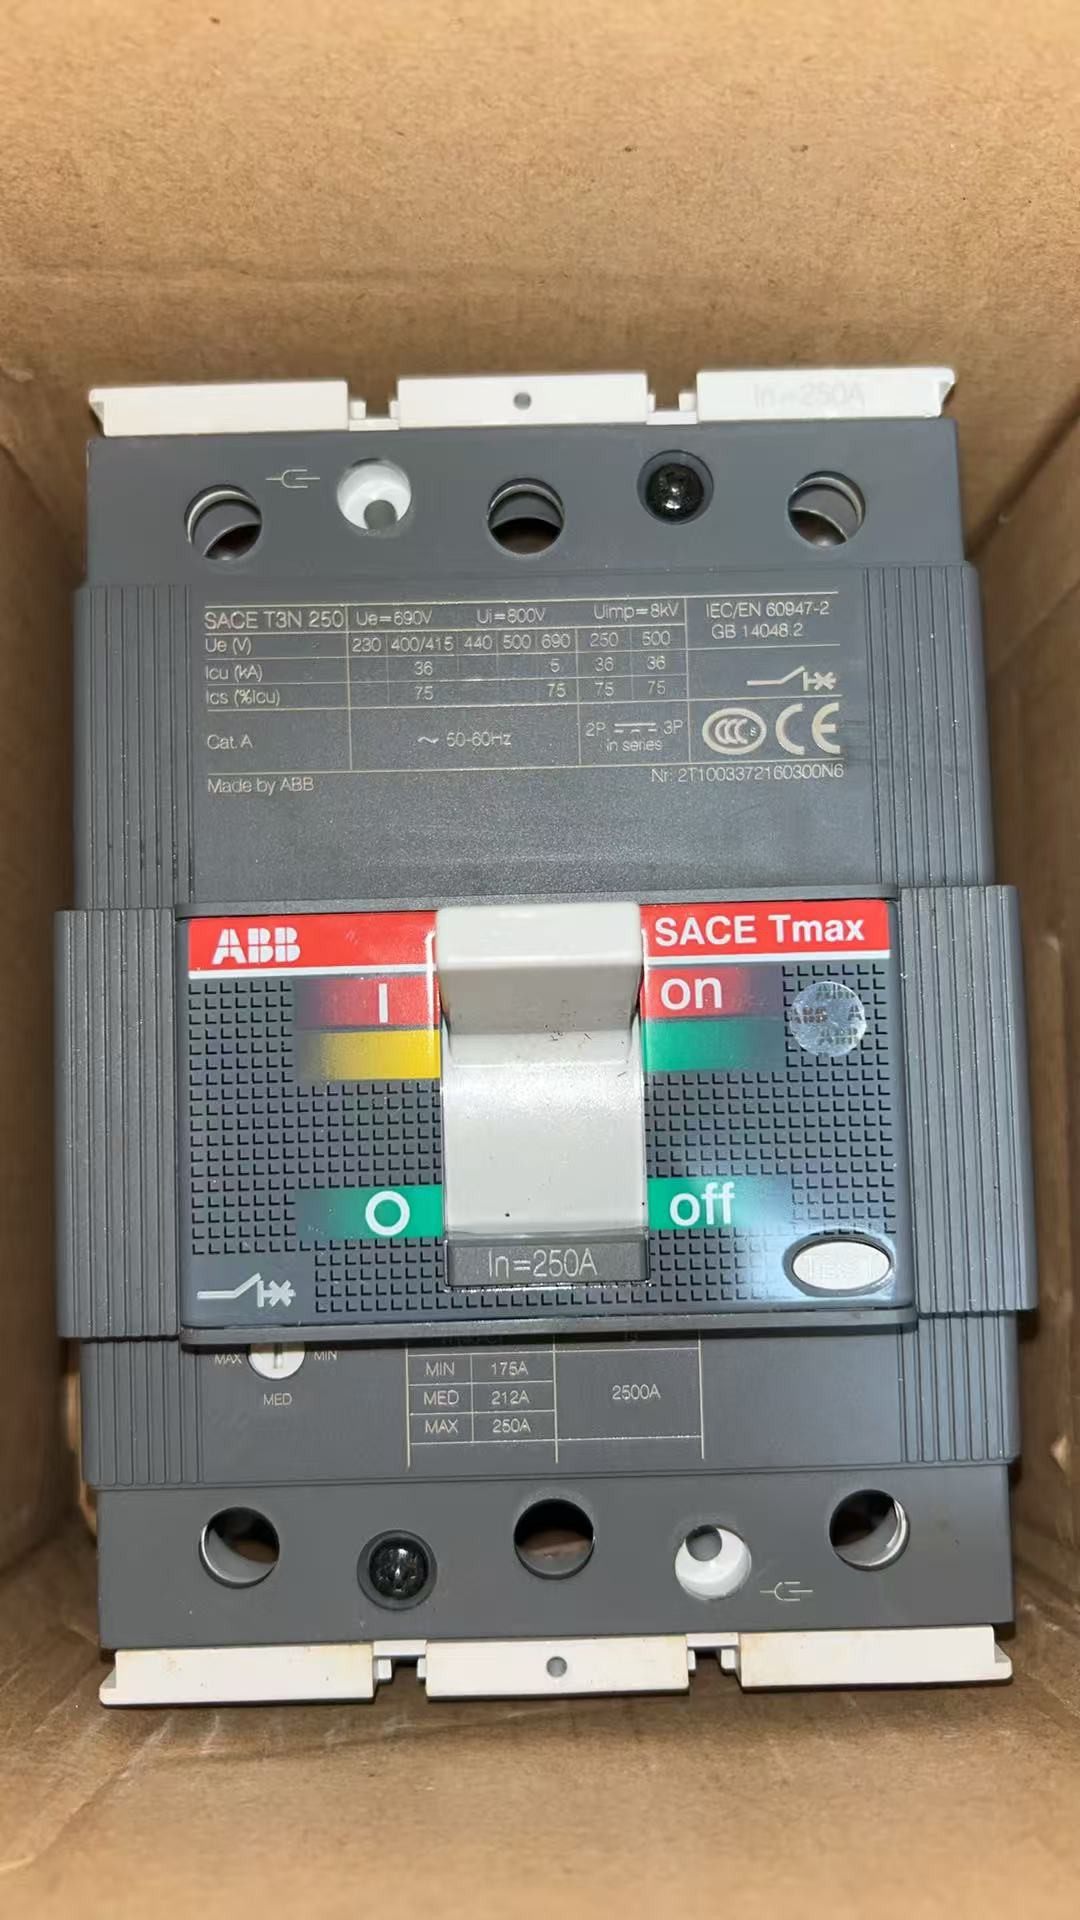 In=250A
SACE T3N 250 Ue=690V Ui=800V Uimp=8kV IEC/EN 60947-2
Ue (V) 230 400/415 440 500 690 250 500 GB 14048.2
Icu (kA) 36 5 36 36
Ics (%Icu) 75 75 75 75
Cat. A ~ 50-60Hz 2P 3P CCC S CE
in series
Made by ABB Nr: 2T1003372160300N6
ABB SACE Tmax
I on
ABB
O off
In=250A
MAX MIN
MED
MIN 175A
MED 212A 2500A
MAX 250A